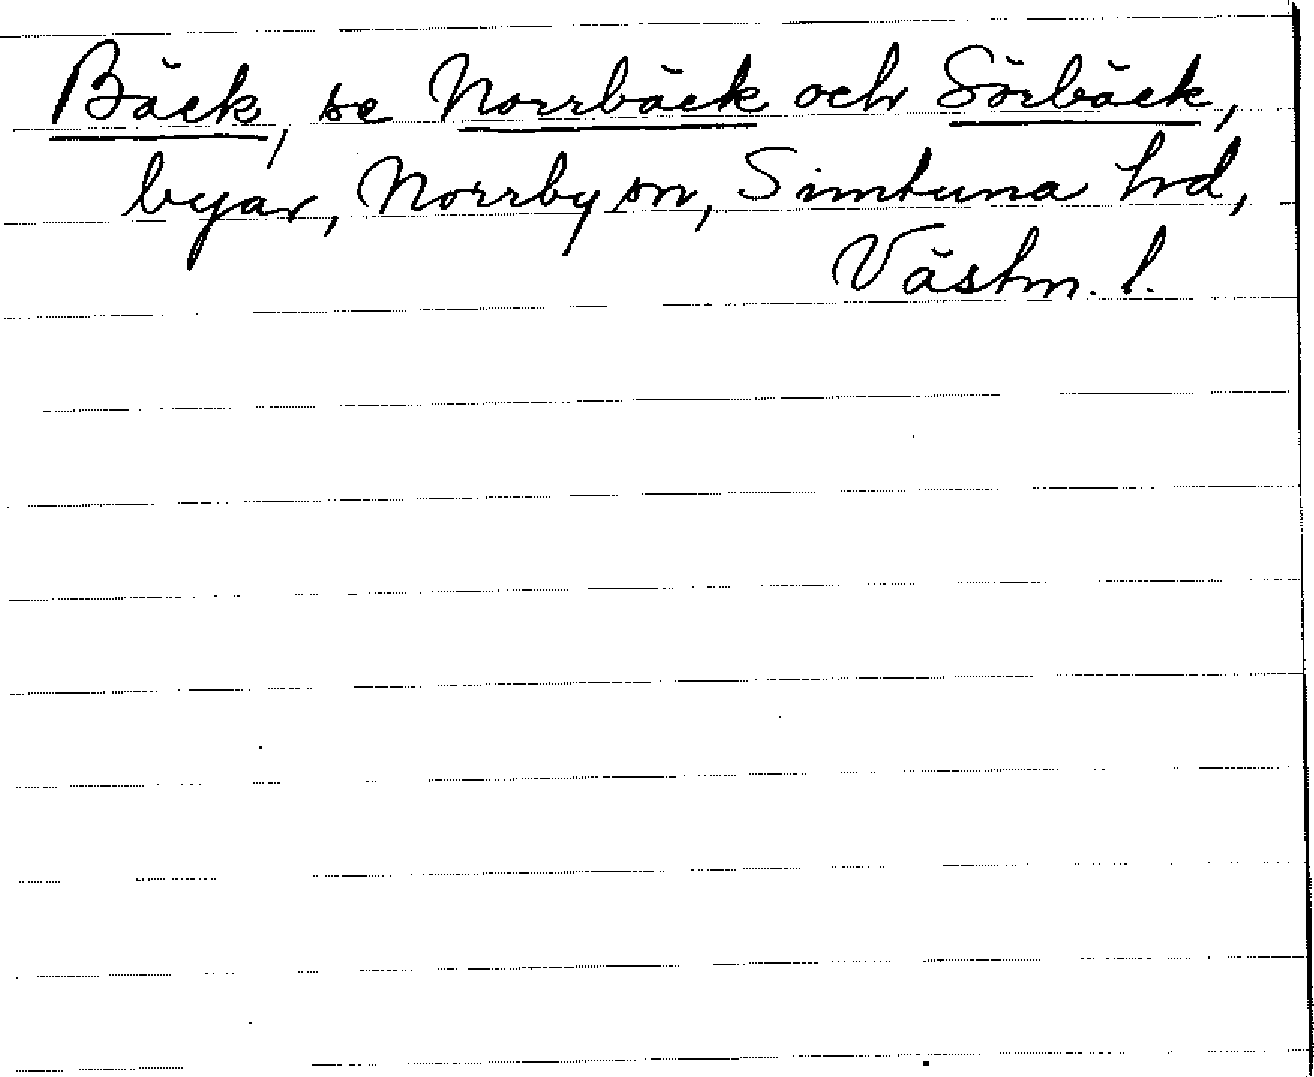 Bäck, se Norrbäck och Sörbäck,
byar, Norrby sn, Simtuna hd,
Västm. l.